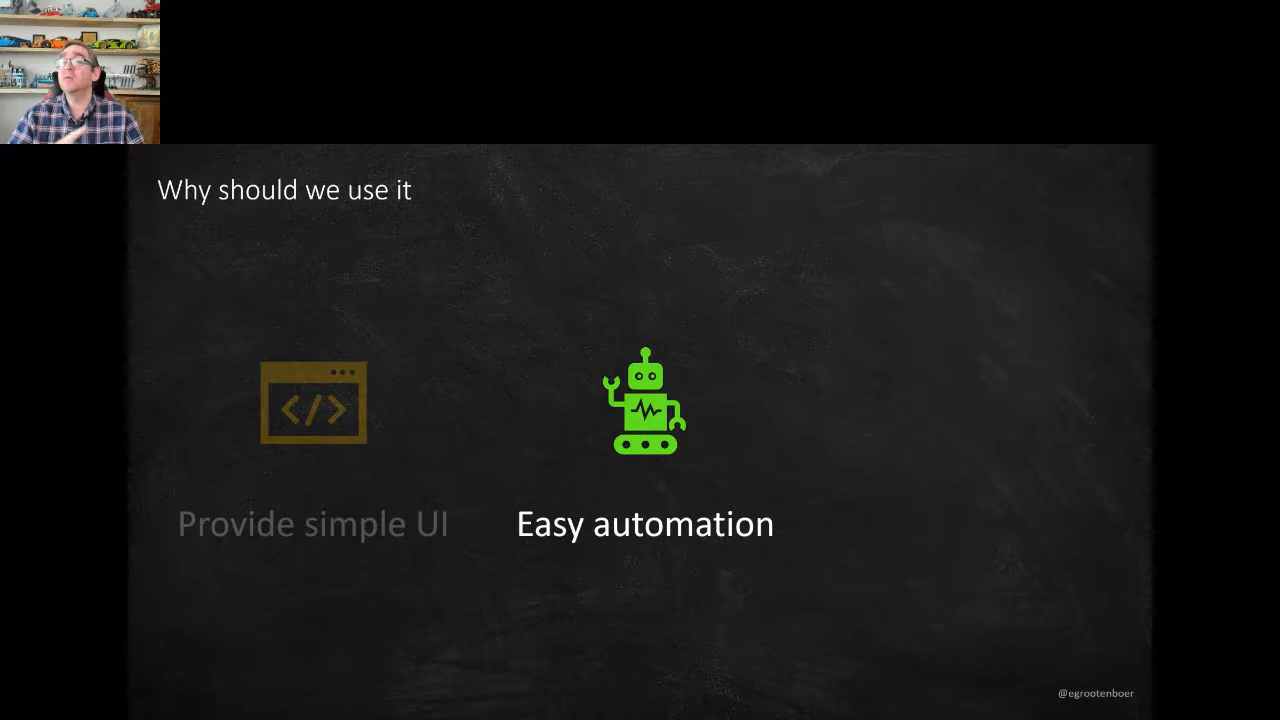 Why should we use it
Provide simple UI
Easy automation
@egrootenboer